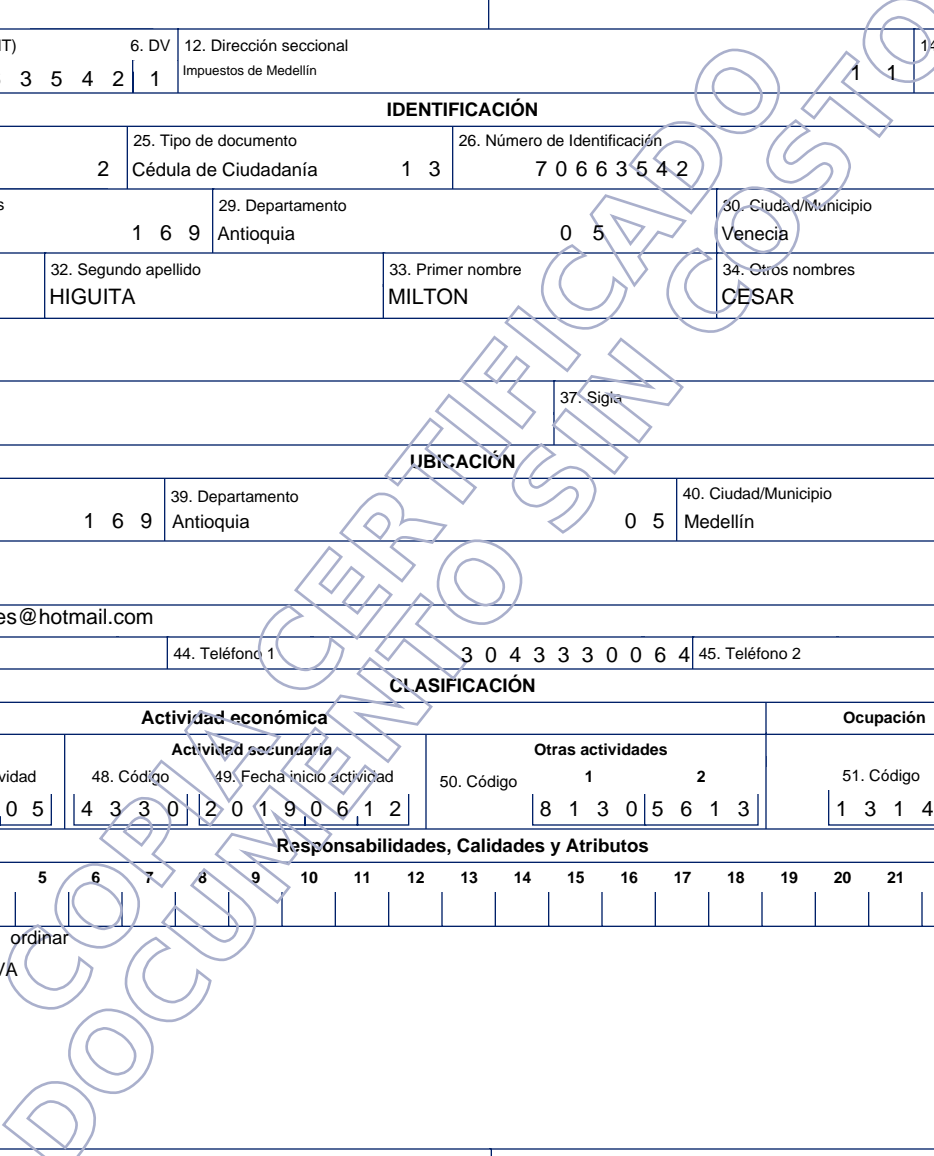 IT) 6. DV 12. Dirección seccional 14
3 5 4 2 1 Impuestos de Medellín 1 1
IDENTIFICACIÓN
25. Tipo de documento 26. Número de Identificación
2 Cédula de Ciudadanía 1 3 7 0 6 6 3 5 4 2
s 29. Departamento 30. Ciudad/Municipio
1 6 9 Antioquia 0 5 Venecia
32. Segundo apellido 33. Primer nombre 34. Otros nombres
HIGUITA MILTON CESAR
37. Sigla
UBICACIÓN
39. Departamento 40. Ciudad/Municipio
1 6 9 Antioquia 0 5 Medellín
es@hotmail.com
44. Teléfono 1 3 0 4 3 3 3 0 0 6 4 45. Teléfono 2
CLASIFICACIÓN
Actividad económica Ocupación
Actividad secundaria Otras actividades
vidad 48. Código 49. Fecha inicio actividad 50. Código 1 2 51. Código
0 5 4 3 3 0 2 0 1 9 0 6 1 2 8 1 3 0 5 6 1 3 1 3 1 4
Responsabilidades, Calidades y Atributos
5 6 7 8 9 10 11 12 13 14 15 16 17 18 19 20 21
ordinar
VA
COPIA CERTIFICADO
DOCUMENTO SIN COSTO